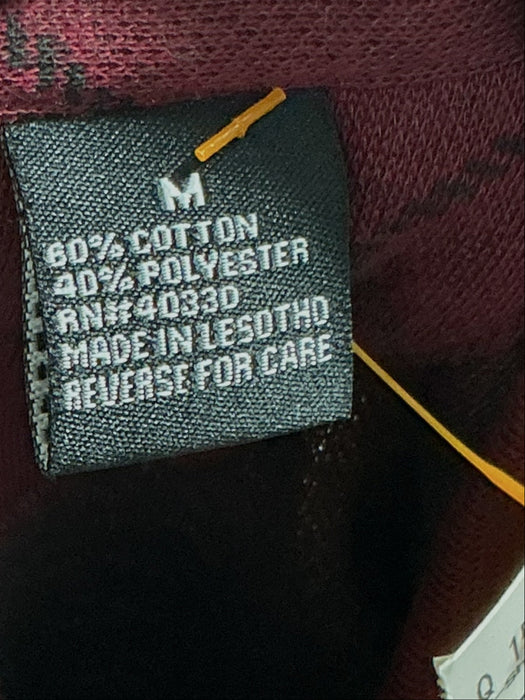 M
60% COTTON
40% POLYESTER
RN#40330
MADE IN LESOTHO
REVERSE FOR CARE
Q